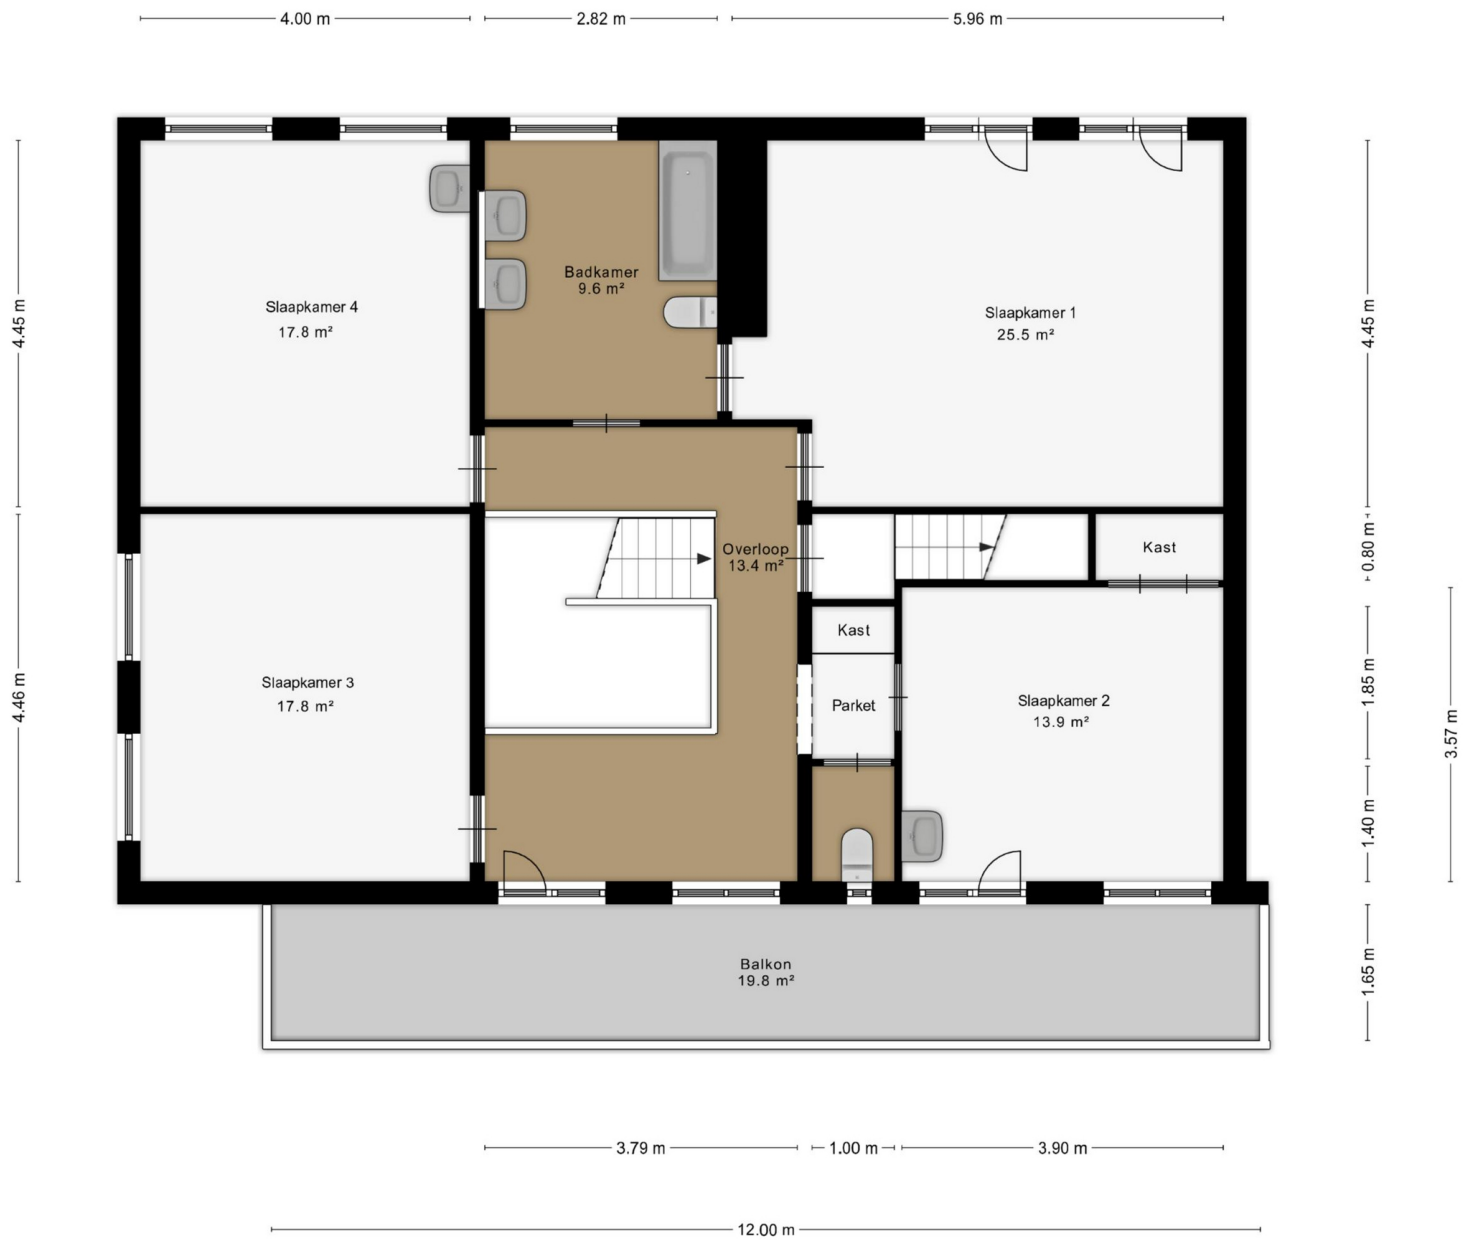 4.00 m
2.82 m
5.96 m
Slaapkamer 4
17.8 m²
Badkamer
9.6 m²
Slaapkamer 1
25.5 m²
4.45 m
4.45 m
Overloop
13.4 m²
Kast
0.80 m
Kast
Slaapkamer 3
17.8 m²
Parket
Slaapkamer 2
13.9 m²
4.46 m
1.85 m
3.57 m
1.40 m
Balkon
19.8 m²
1.65 m
3.79 m
1.00 m
3.90 m
12.00 m